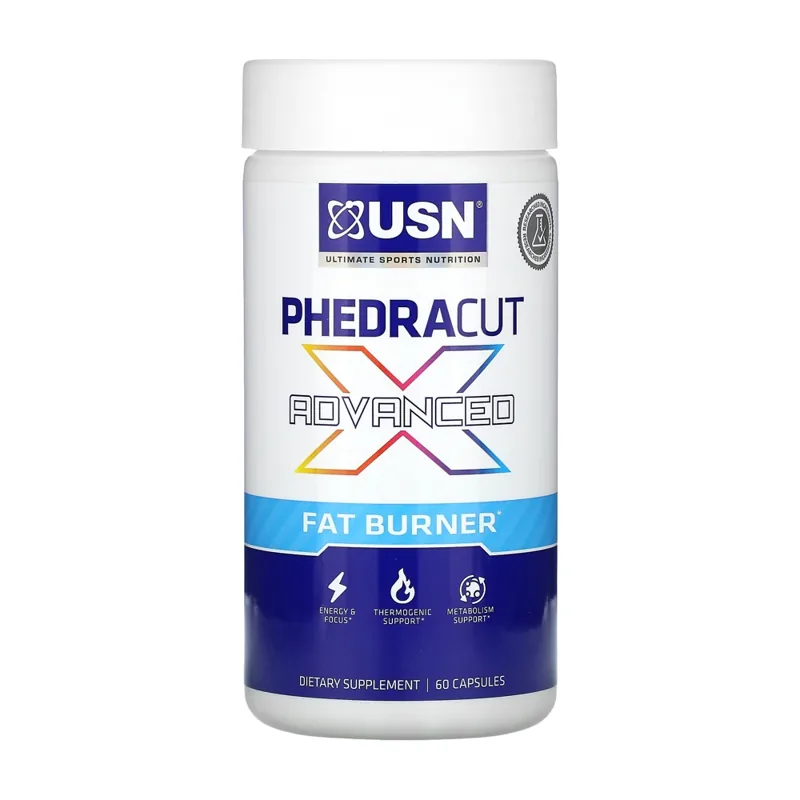 USN®
ULTIMATE SPORTS NUTRITION
PHEDRACUT
X
ADVANCED
FAT BURNER*
ENERGY &
FOCUS*
THERMOGENIC
SUPPORT*
METABOLISM
SUPPORT*
DIETARY SUPPLEMENT | 60 CAPSULES